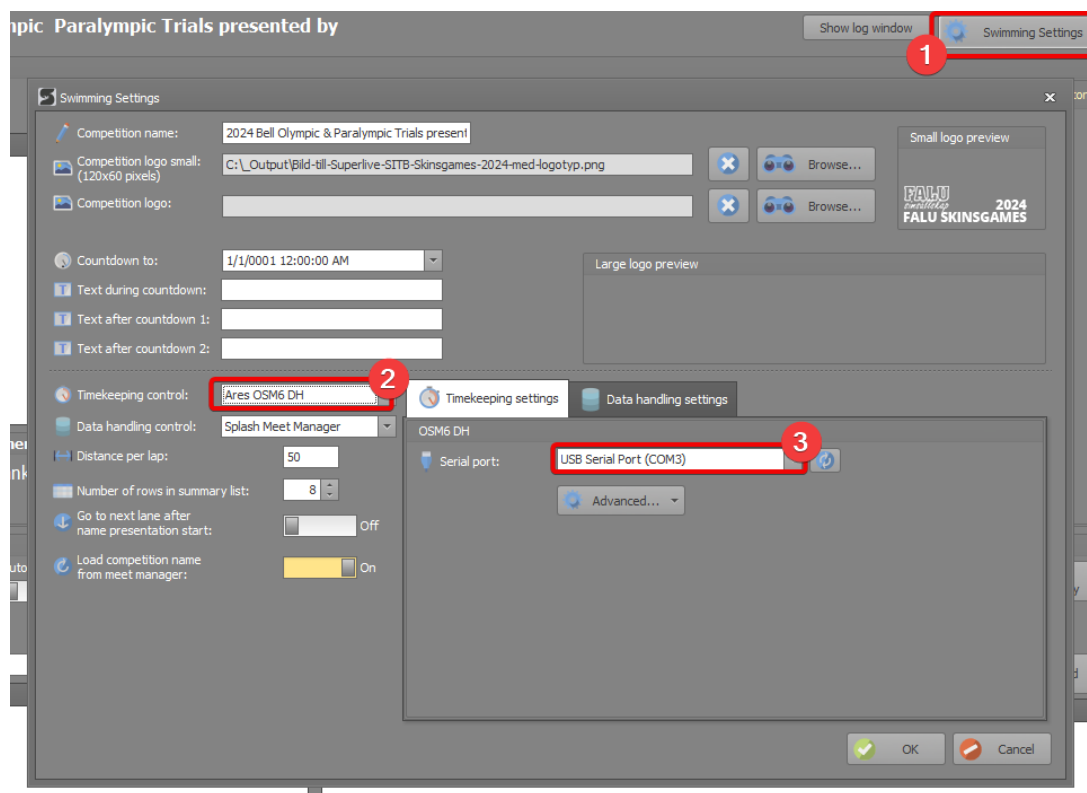 Paralympic Trials presented by
Show log window
Swimming Settings
1
Swimming Settings
Competition name:
2024 Bell Olympic & Paralympic Trials present
Small logo preview
Competition logo small:
(120x60 pixels)
C:\_Output\Bild-till-Superlive-SITB-Skinsgames-2024-med-logotyp.png
Browse...
Competition logo:
Browse...
FALU
2024
FALU SKINSGAMES
Countdown to:
1/1/0001 12:00:00 AM
Large logo preview
Text during countdown:
Text after countdown 1:
Text after countdown 2:
2
Timekeeping control:
Ares OSM6 DH
Timekeeping settings
Data handling settings
Data handling control:
Splash Meet Manager
OSM6 DH
3
Distance per lap:
50
Serial port:
USB Serial Port (COM3)
Number of rows in summary list:
8
Advanced...
Go to next lane after
name presentation start:
Off
Load competition name
from meet manager:
On
OK
Cancel